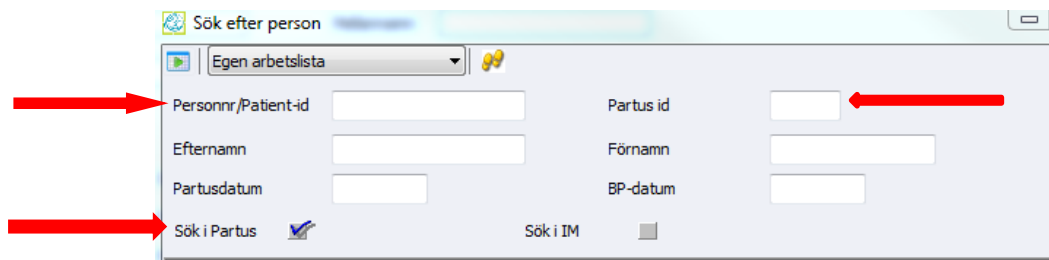 Sök efter person
Egen arbetslista
Personnr/Patient-id Partus id
Efternamn Förnamn
Partusdatum BP-datum
Sök i Partus Sök i IM